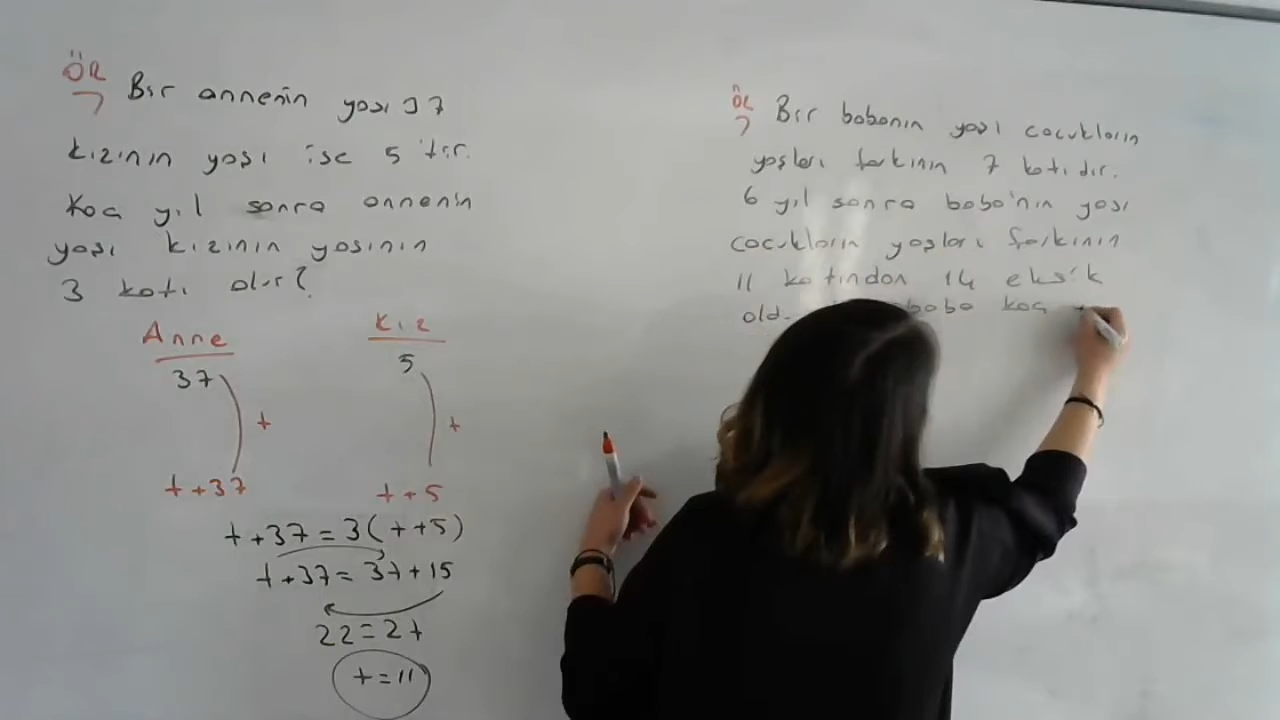 ÖR Bir annenin yaşı 37
kızının yaşı ise 5 'tir.
Kaç yıl sonra annenin
yaşı kızının yaşının
3 katı olur?
Anne Kız
37 5
+ +
t+37 t+5
t+37=3(t+5)
t+37=3t+15
22=2t
t=11
ÖR Bir babanın yaşı çocukların
yaşları farkının 7 katıdır.
6 yıl sonra baba'nın yaşı
çocukların yaşları farkının
11 katından 14 eksik
old. baba kaç